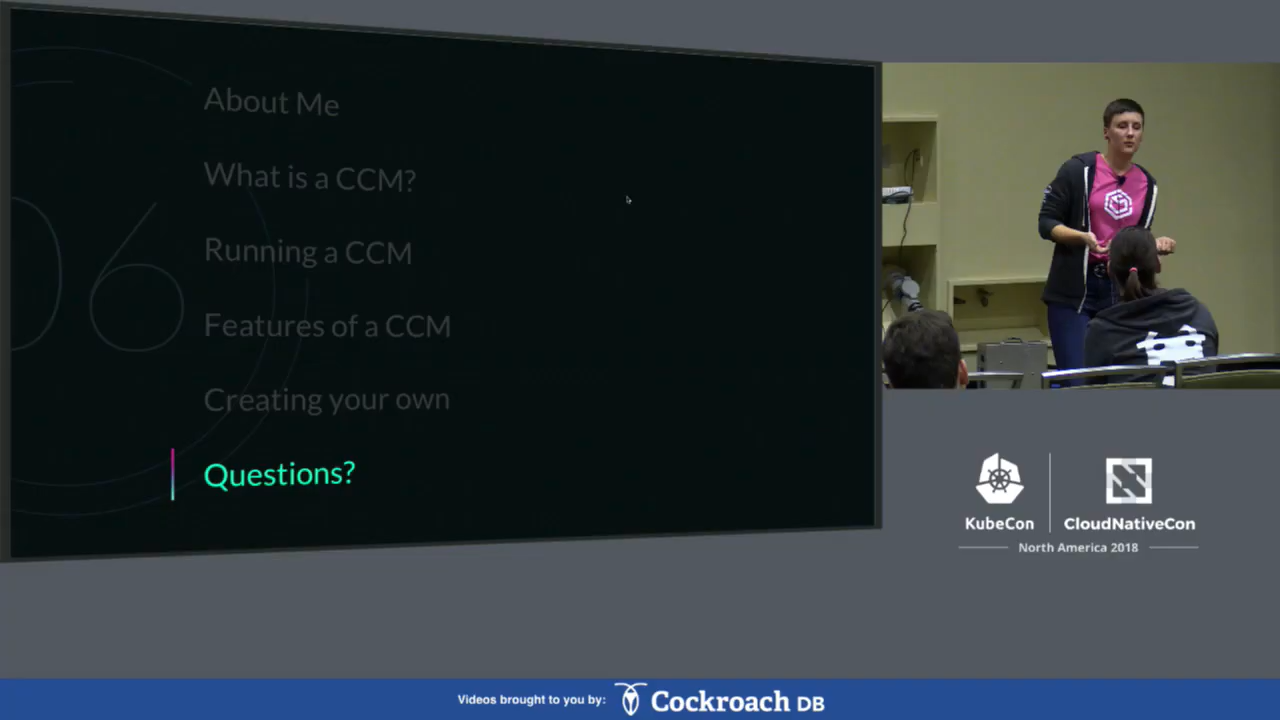 06
About Me
What is a CCM?
Running a CCM
Features of a CCM
Creating your own
Questions?
KubeCon
CloudNativeCon
North America 2018
Videos brought to you by:
Cockroach DB